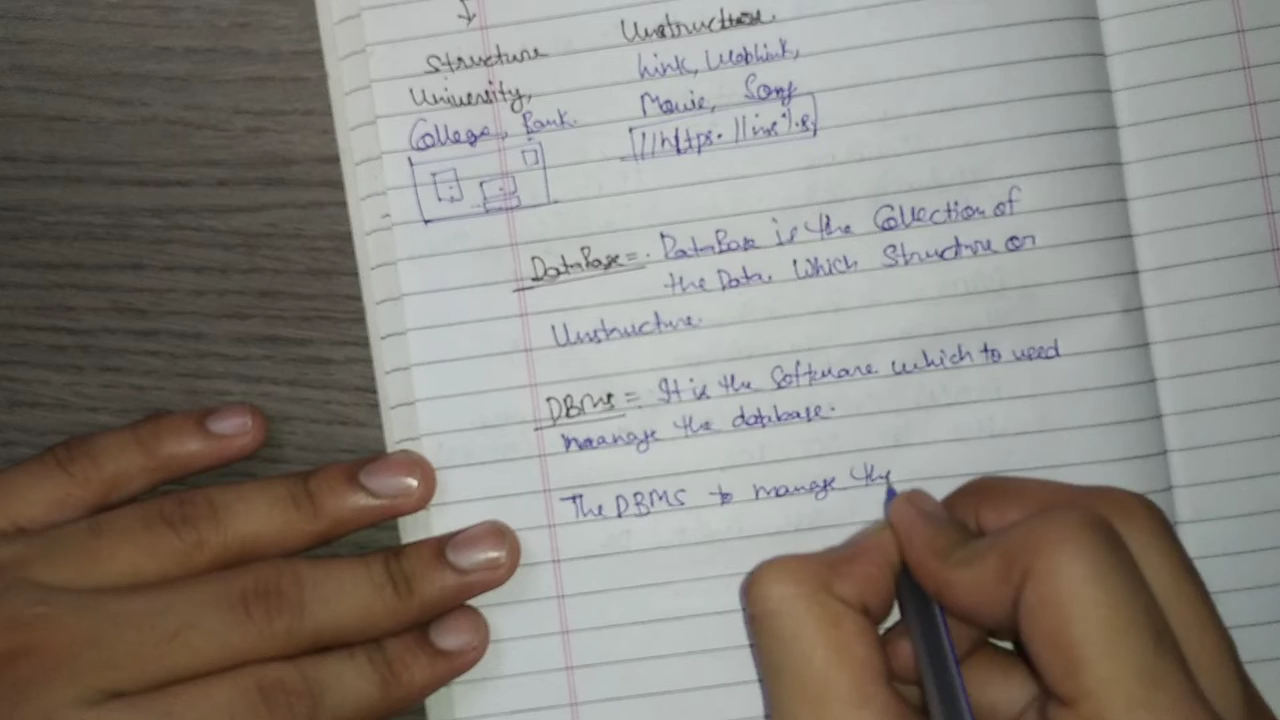 Structure
Unstructure.
University,
College, Bank.
Link, Weblink,
Movie, Song
DataBase = . DataBase is the Collection of
the Data. Which Structure or
Unstructure.
DBMS = It is the Software which to used
maange the database.
The DBMS to manage the